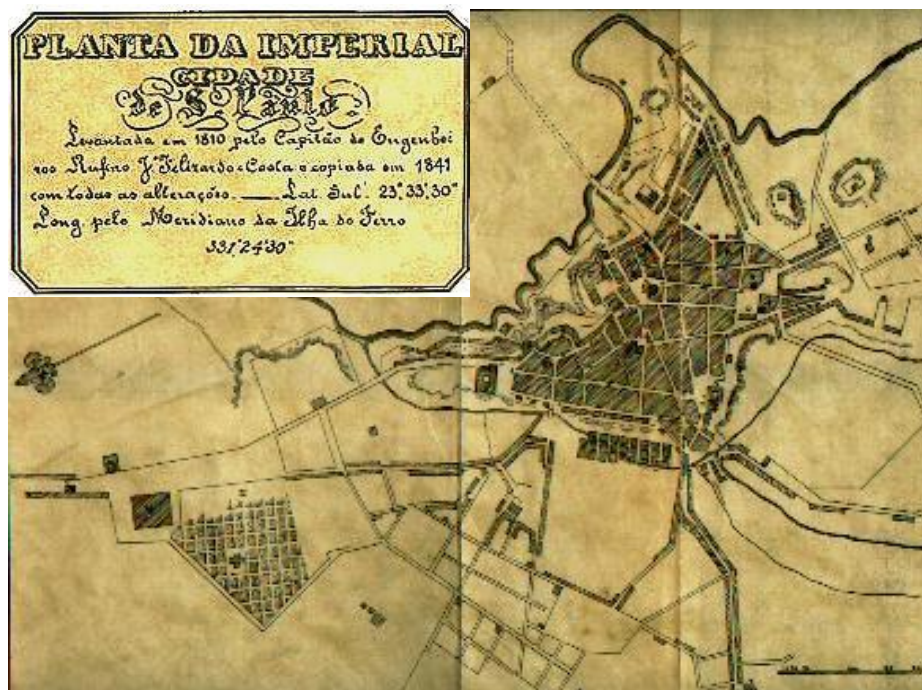 PLANTA DA IMPERIAL
CIDADE
de S. Paulo
Levantada em 1810 pelo Capitão de Engenhei
ros Rufino Jᵉ Felizardo e Costa e copiada em 1841
com todas as alterações. Lat. Sul. 23°,33',30"
Long. pelo Meridiano da Ilha do Ferro
331°24'30"